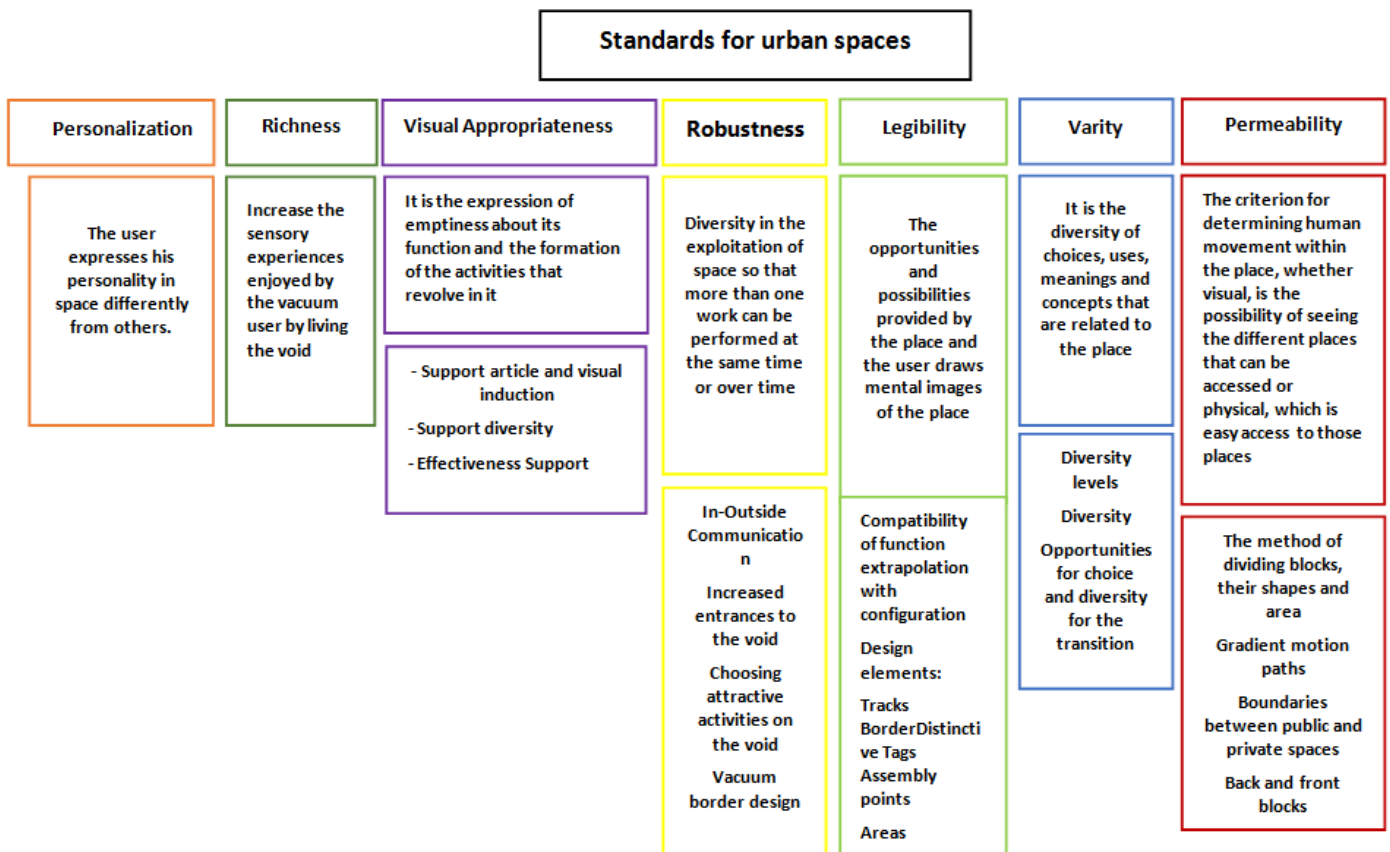 Standards for urban spaces
Personalization
Richness
Visual Appropriateness
Robustness
Legibility
Varity
Permeability
The user
expresses his
personality in
space differently
from others.
Increase the
sensory
experiences
enjoyed by
the vacuum
user by living
the void
It is the expression of
emptiness about its
function and the formation
of the activities that
revolve in it
- Support article and visual
induction
- Support diversity
- Effectiveness Support
Diversity in the
exploitation of
space so that
more than one
work can be
performed at
the same time
or over time
In-Outside
Communicatio
n
Increased
entrances to
the void
Choosing
attractive
activities on
the void
Vacuum
border design
The
opportunities
and
possibilities
provided by
the place and
the user draws
mental images
of the place
Compatibility
of function
extrapolation
with
configuration
Design
elements:
Tracks
BorderDistincti
ve Tags
Assembly
points
Areas
It is the
diversity of
choices, uses,
meanings and
concepts that
are related to
the place
Diversity
levels
Diversity
Opportunities
for choice
and diversity
for the
transition
The criterion for
determining human
movement within
the place, whether
visual, is the
possibility of seeing
the different places
that can be
accessed or
physical, which is
easy access to those
places
The method of
dividing blocks,
their shapes and
area
Gradient motion
paths
Boundaries
between public and
private spaces
Back and front
blocks